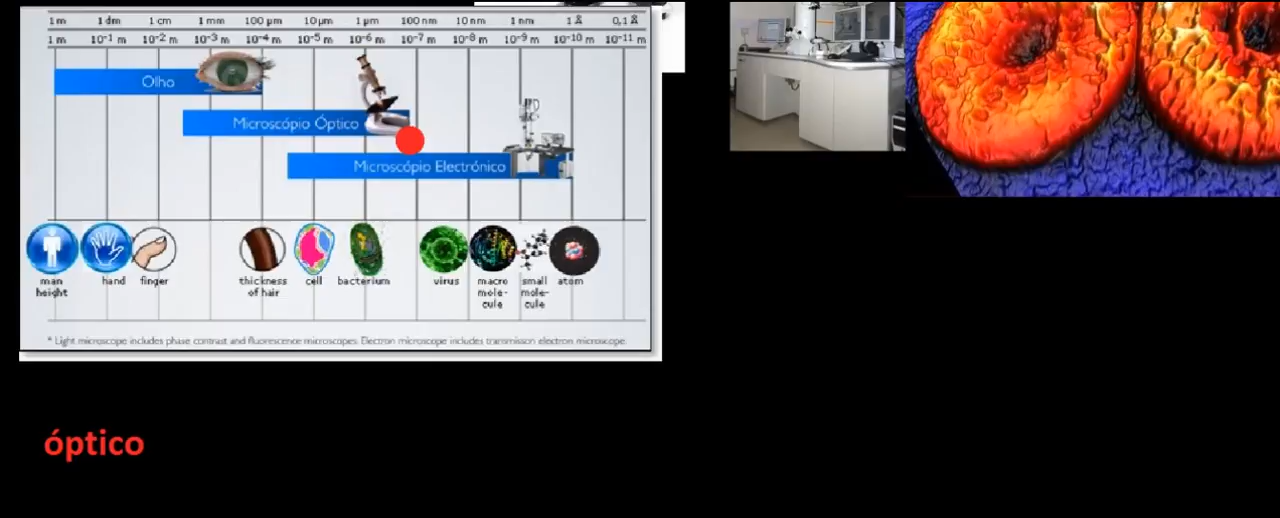 1 m 1 dm 1 cm 1 mm 100 μm 10 μm 1 μm 100 nm 10 nm 1 nm 1 Å 0,1 Å
1 m 10⁻¹ m 10⁻² m 10⁻³ m 10⁻⁴ m 10⁻⁵ m 10⁻⁶ m 10⁻⁷ m 10⁻⁸ m 10⁻⁹ m 10⁻¹⁰ m 10⁻¹¹ m
Olho
Microscópio Óptico
Microscópio Electrónico
man height
hand
finger
thickness of hair
cell
bacterium
virus
macro mole-cule
small mole-cule
atom
* Light microscope includes phase contrast and fluorescence microscopes. Electron microscope includes transmisson electron microscope.
óptico